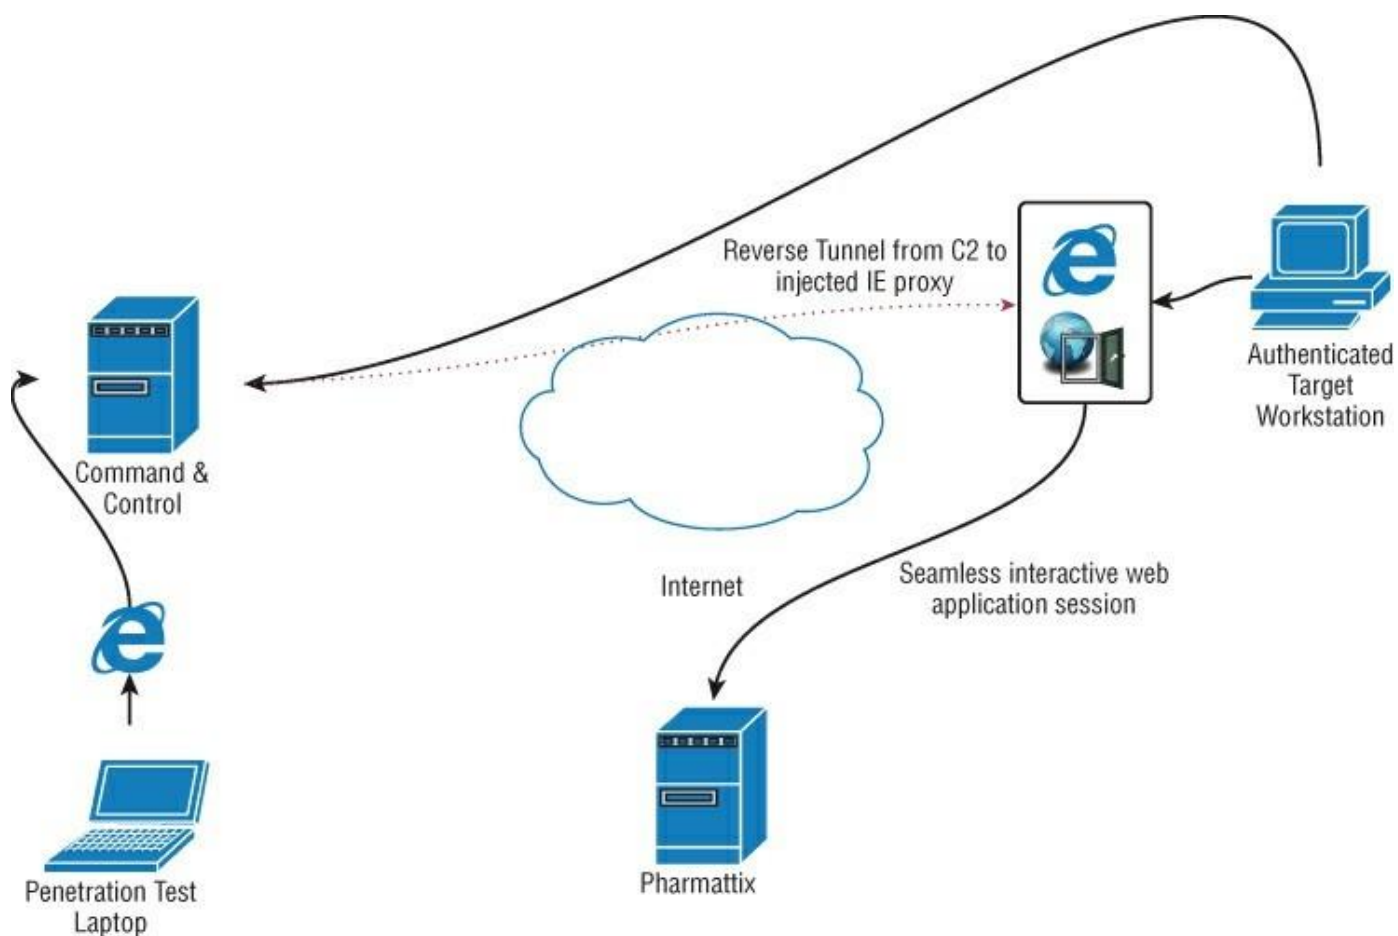 Reverse Tunnel from C2 to
injected IE proxy
Authenticated
Target
Workstation
Command &
Control
Internet
Seamless interactive web
application session
Pharmattix
Penetration Test
Laptop